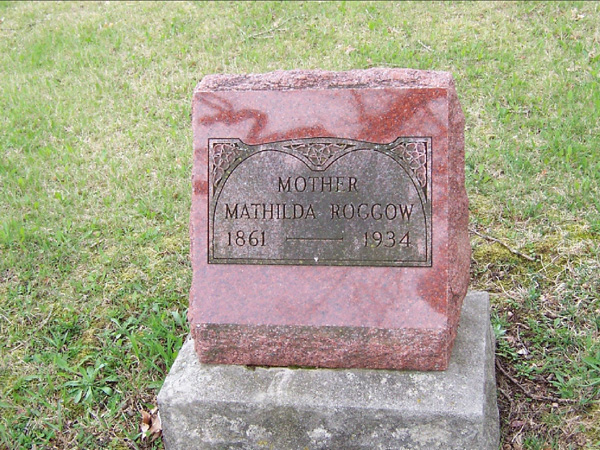 MOTHER
MATHILDA ROGGOW
1861 — 1934